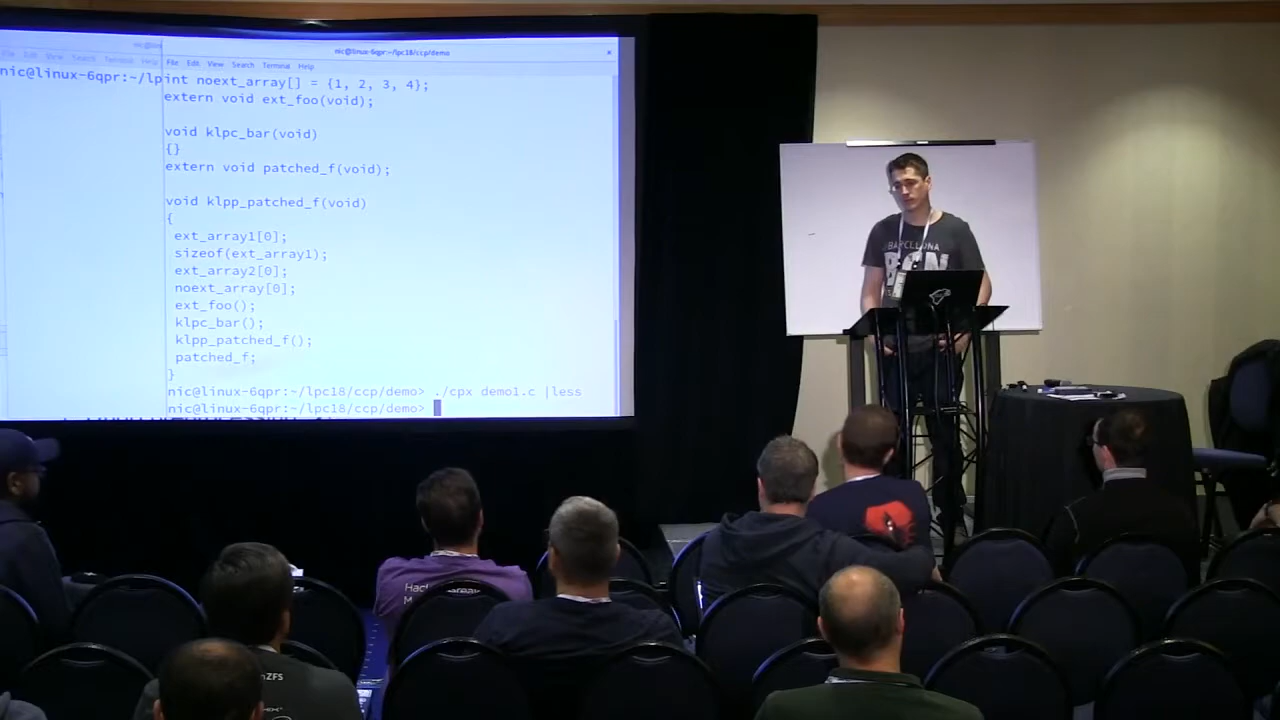 nic@linux-6qpr:~/lpc18/ccp/demo
File Edit View Search Terminal Help
nic@linux-6qpr:~/lp
int noext_array[] = {1, 2, 3, 4};
extern void ext_foo(void);
void klpc_bar(void)
{}
extern void patched_f(void);
void klpp_patched_f(void)
{
ext_array1[0];
sizeof(ext_array1);
ext_array2[0];
noext_array[0];
ext_foo();
klpc_bar();
klpp_patched_f();
patched_f;
}
nic@linux-6qpr:~/lpc18/ccp/demo> ./cpx demo1.c |less
nic@linux-6qpr:~/lpc18/ccp/demo>
BARCELONA
BCN